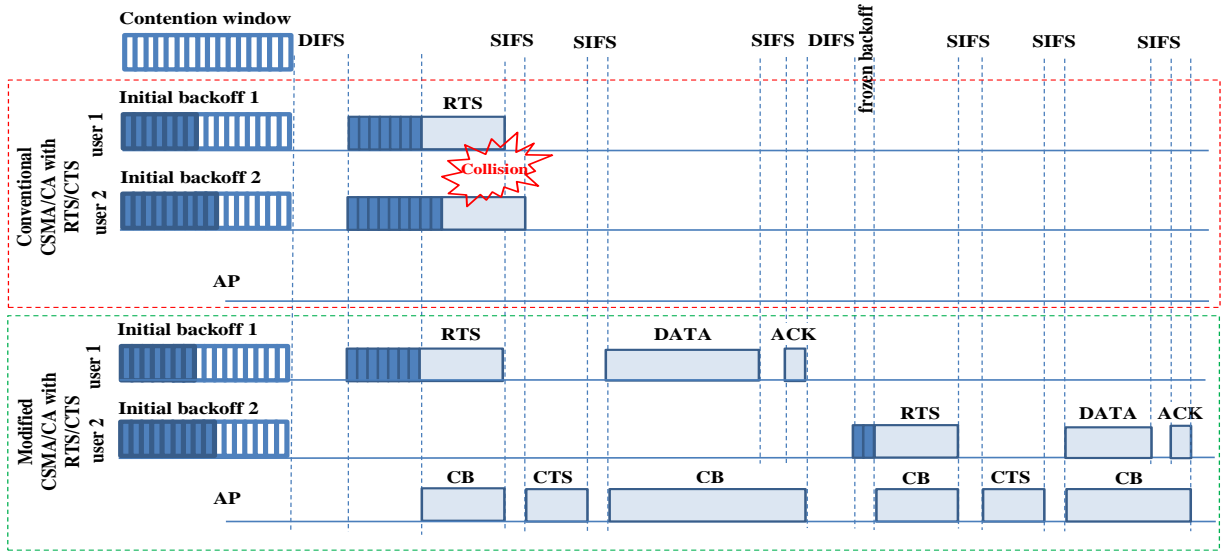 Contention window
DIFS
SIFS
SIFS
SIFS
DIFS
frozen backoff
SIFS
SIFS
SIFS
Conventional
CSMA/CA with
RTS/CTS
Initial backoff 1
user 1
RTS
Collision
Initial backoff 2
user 2
AP
Modified
CSMA/CA with
RTS/CTS
Initial backoff 1
user 1
RTS
DATA
ACK
Initial backoff 2
user 2
RTS
DATA
ACK
AP
CB
CTS
CB
CB
CTS
CB